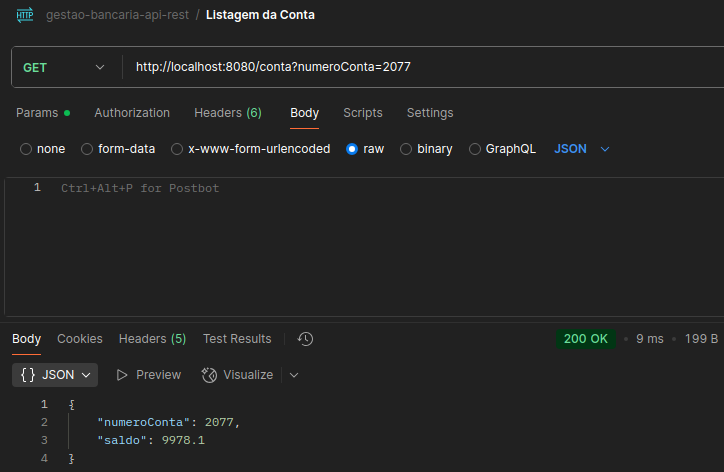 HTTP gestao-bancaria-api-rest / Listagem da Conta
GET http://localhost:8080/conta?numeroConta=2077
Params Authorization Headers (6) Body Scripts Settings
none form-data x-www-form-urlencoded raw binary GraphQL JSON
1 Ctrl+Alt+P for Postbot
Body Cookies Headers (5) Test Results 200 OK • 9 ms • 199 B
{} JSON Preview Visualize
1 {
2 "numeroConta": 2077,
3 "saldo": 9978.1
4 }